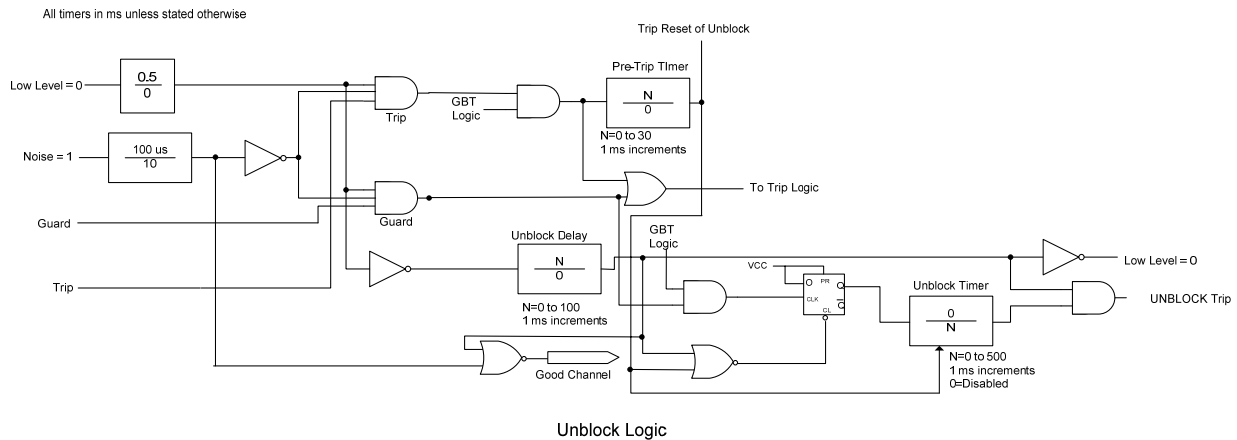 All timers in ms unless stated otherwise
Trip Reset of Unblock
Low Level = 0
0.5
0
Trip
GBT
Logic
Pre-Trip TImer
N
0
N=0 to 30
1 ms increments
Noise = 1
100 us
10
To Trip Logic
Guard
Guard
Unblock Delay
N
0
N=0 to 100
1 ms increments
GBT
Logic
VCC
D
PR
Q
CLK
Q
CL
Low Level = 0
Trip
Unblock Timer
0
N
N=0 to 500
1 ms increments
0=Disabled
UNBLOCK Trip
Good Channel
Unblock Logic